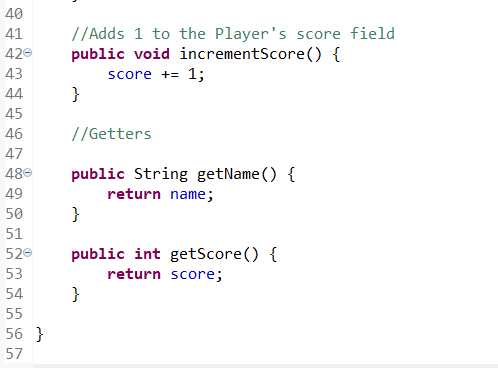 40
41 //Adds 1 to the Player's score field
42 public void incrementScore() {
43 score += 1;
44 }
45
46 //Getters
47
48 public String getName() {
49 return name;
50 }
51
52 public int getScore() {
53 return score;
54 }
55
56 }
57